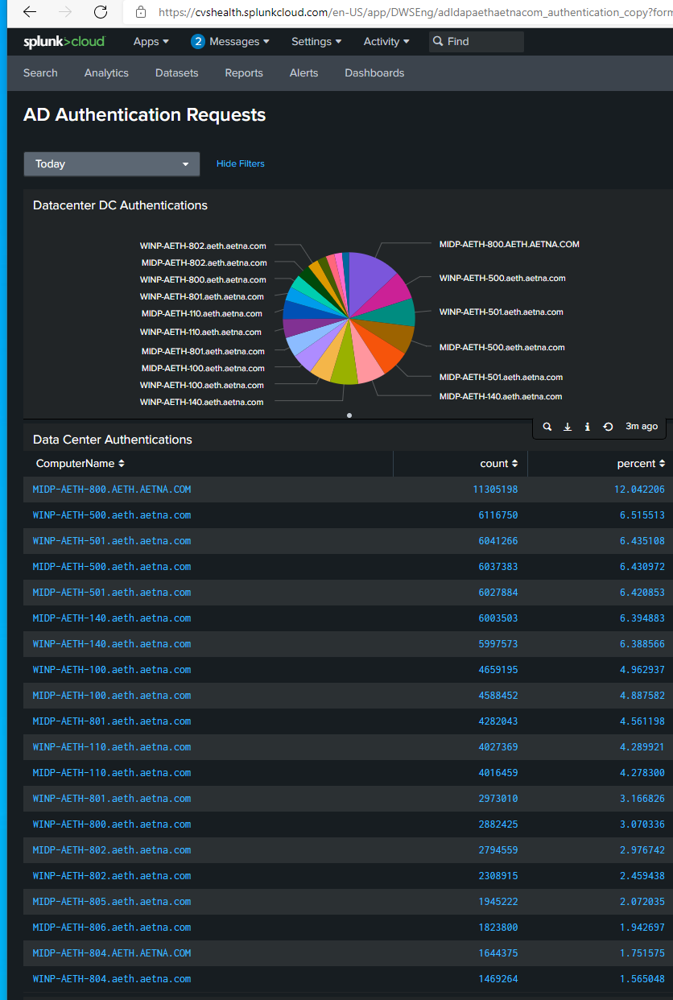 https://cvshealth.splunkcloud.com/en-US/app/DWSEng/adldapaethaetnacom_authentication_copy?forn
splunk>cloud Apps 2 Messages Settings Activity Find
Search Analytics Datasets Reports Alerts Dashboards
AD Authentication Requests
Today Hide Filters
Datacenter DC Authentications
WINP-AETH-802.aeth.aetna.com
MIDP-AETH-802.aeth.aetna.com
WINP-AETH-800.aeth.aetna.com
WINP-AETH-801.aeth.aetna.com
MIDP-AETH-110.aeth.aetna.com
WINP-AETH-110.aeth.aetna.com
MIDP-AETH-801.aeth.aetna.com
MIDP-AETH-100.aeth.aetna.com
WINP-AETH-100.aeth.aetna.com
WINP-AETH-140.aeth.aetna.com
MIDP-AETH-800.AETH.AETNA.COM
WINP-AETH-500.aeth.aetna.com
WINP-AETH-501.aeth.aetna.com
MIDP-AETH-500.aeth.aetna.com
MIDP-AETH-501.aeth.aetna.com
MIDP-AETH-140.aeth.aetna.com
3m ago
Data Center Authentications
ComputerName count percent
MIDP-AETH-800.AETH.AETNA.COM 11305198 12.042206
WINP-AETH-500.aeth.aetna.com 6116750 6.515513
WINP-AETH-501.aeth.aetna.com 6041266 6.435108
MIDP-AETH-500.aeth.aetna.com 6037383 6.430972
MIDP-AETH-501.aeth.aetna.com 6027884 6.420853
MIDP-AETH-140.aeth.aetna.com 6003503 6.394883
WINP-AETH-140.aeth.aetna.com 5997573 6.388566
WINP-AETH-100.aeth.aetna.com 4659195 4.962937
MIDP-AETH-100.aeth.aetna.com 4588452 4.887582
MIDP-AETH-801.aeth.aetna.com 4282043 4.561198
WINP-AETH-110.aeth.aetna.com 4027369 4.289921
MIDP-AETH-110.aeth.aetna.com 4016459 4.278300
WINP-AETH-801.aeth.aetna.com 2973010 3.166826
WINP-AETH-800.aeth.aetna.com 2882425 3.070336
MIDP-AETH-802.aeth.aetna.com 2794559 2.976742
WINP-AETH-802.aeth.aetna.com 2308915 2.459438
MIDP-AETH-805.aeth.aetna.com 1945222 2.072035
MIDP-AETH-806.aeth.aetna.com 1823800 1.942697
MIDP-AETH-804.AETH.AETNA.COM 1644375 1.751575
WINP-AETH-804.aeth.aetna.com 1469264 1.565048